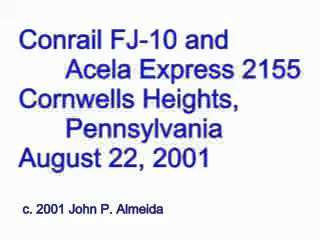 Conrail FJ-10 and
Acela Express 2155
Cornwells Heights,
Pennsylvania
August 22, 2001
c. 2001 John P. Almeida